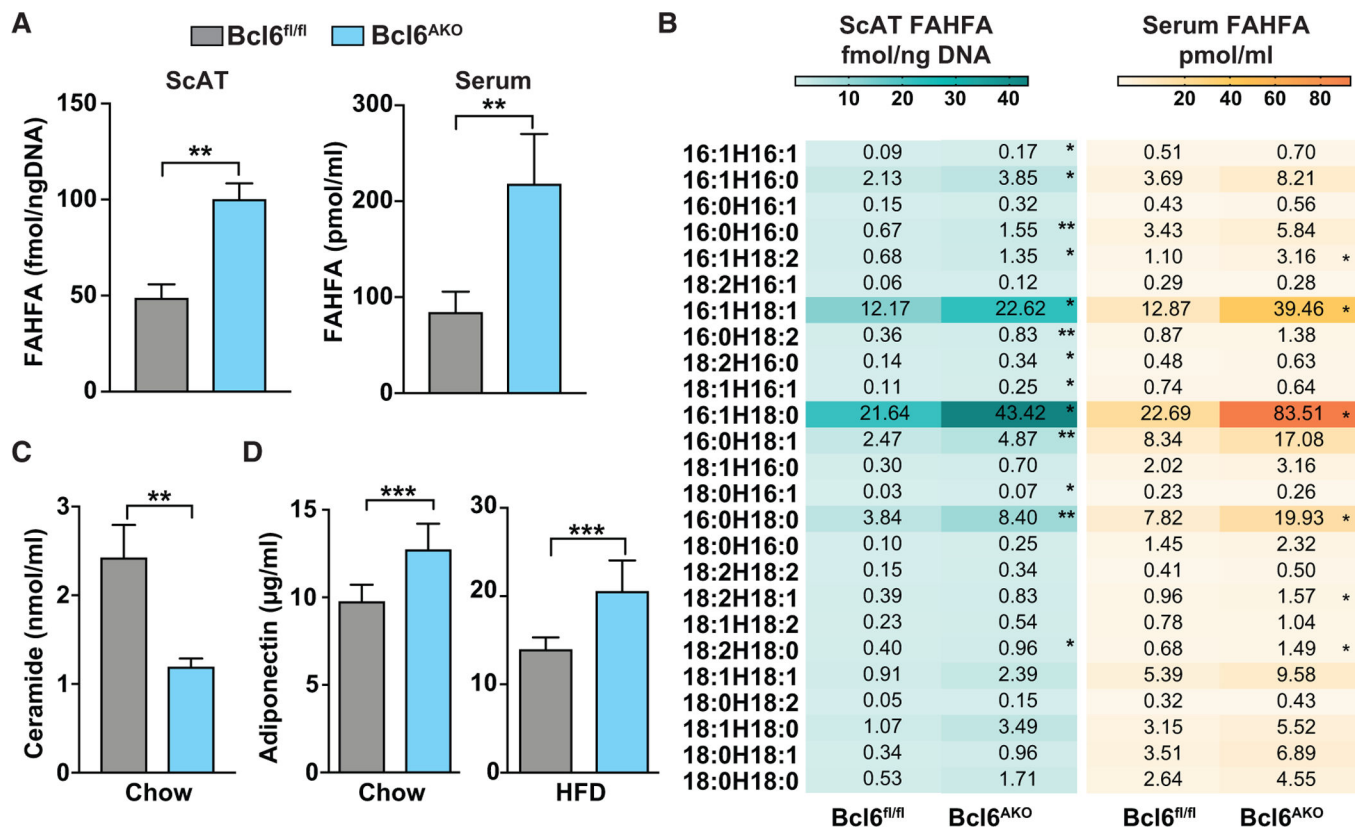 A
Bcl6fl/fl Bcl6AKO
ScAT
FAHFA (fmol/ngDNA)
150
100
50
0
**
Serum
FAHFA (pmol/ml)
300
200
100
0
**
B
ScAT FAHFA
fmol/ng DNA
10 20 30 40
Serum FAHFA
pmol/ml
20 40 60 80
16:1H16:1 0.09 0.17 * 0.51 0.70
16:1H16:0 2.13 3.85 * 3.69 8.21
16:0H16:1 0.15 0.32 0.43 0.56
16:0H16:0 0.67 1.55 ** 3.43 5.84
16:1H18:2 0.68 1.35 * 1.10 3.16 *
18:2H16:1 0.06 0.12 0.29 0.28
16:1H18:1 12.17 22.62 * 12.87 39.46 *
16:0H18:2 0.36 0.83 ** 0.87 1.38
18:2H16:0 0.14 0.34 * 0.48 0.63
18:1H16:1 0.11 0.25 * 0.74 0.64
16:1H18:0 21.64 43.42 * 22.69 83.51 *
16:0H18:1 2.47 4.87 ** 8.34 17.08
18:1H16:0 0.30 0.70 2.02 3.16
18:0H16:1 0.03 0.07 * 0.23 0.26
16:0H18:0 3.84 8.40 ** 7.82 19.93 *
18:0H16:0 0.10 0.25 1.45 2.32
18:2H18:2 0.15 0.34 0.41 0.50
18:2H18:1 0.39 0.83 0.96 1.57 *
18:1H18:2 0.23 0.54 0.78 1.04
18:2H18:0 0.40 0.96 * 0.68 1.49 *
18:1H18:1 0.91 2.39 5.39 9.58
18:0H18:2 0.05 0.15 0.32 0.43
18:1H18:0 1.07 3.49 3.15 5.52
18:0H18:1 0.34 0.96 3.51 6.89
18:0H18:0 0.53 1.71 2.64 4.55
Bcl6fl/fl Bcl6AKO Bcl6fl/fl Bcl6AKO
C
Ceramide (nmol/ml)
3
2
1
0
**
Chow
D
Adiponectin (µg/ml)
15
10
5
0
***
Chow
30
20
10
0
***
HFD